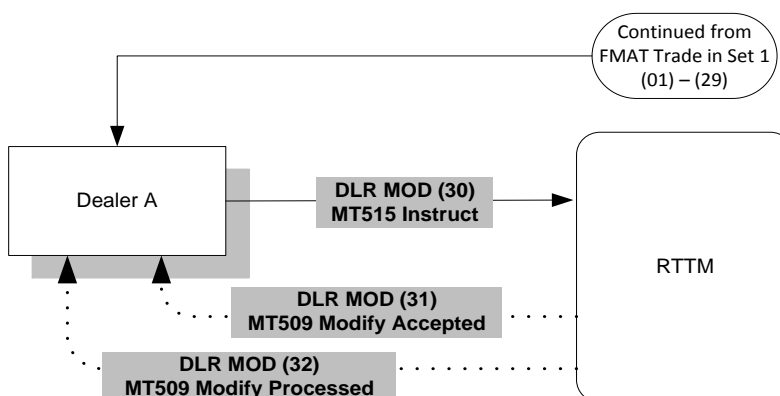 Continued from
FMAT Trade in Set 1
(01) – (29)
Dealer A
DLR MOD (30)
MT515 Instruct
RTTM
DLR MOD (31)
MT509 Modify Accepted
DLR MOD (32)
MT509 Modify Processed